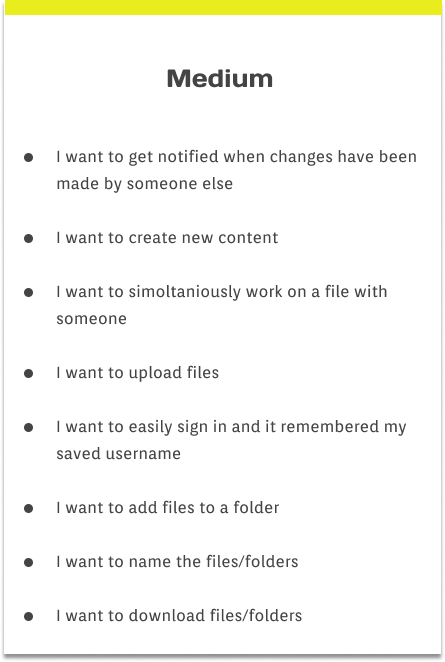 Medium
● I want to get notified when changes have been
made by someone else
● I want to create new content
● I want to simoltaniously work on a file with
someone
● I want to upload files
● I want to easily sign in and it remembered my
saved username
● I want to add files to a folder
● I want to name the files/folders
● I want to download files/folders